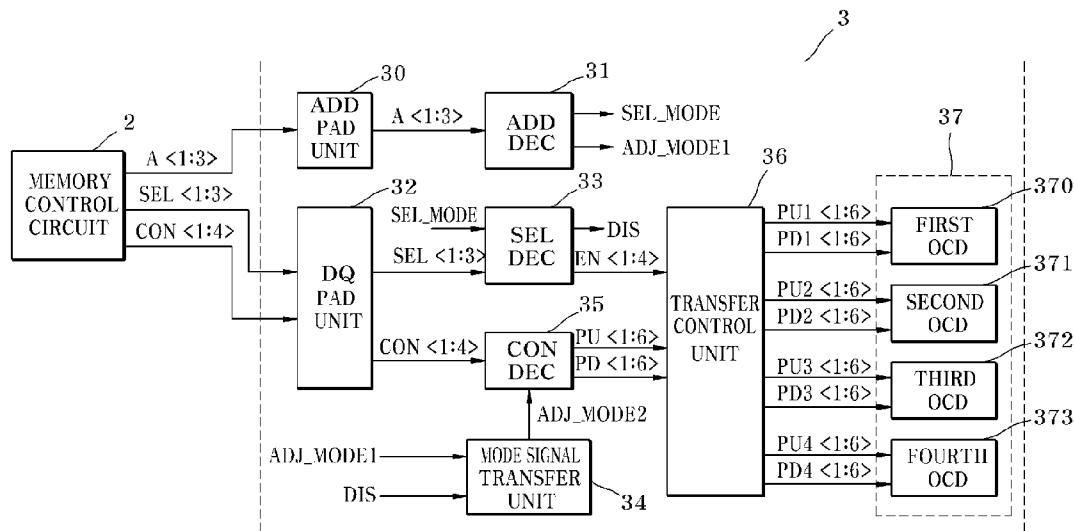 3
2
MEMORY
CONTROL
CIRCUIT
A <1:3>
SEL <1:3>
CON <1:4>
30
ADD
PAD
UNIT
A <1:3>
31
ADD
DEC
SEL_MODE
ADJ_MODE1
32
DQ
PAD
UNIT
SEL_MODE
SEL <1:3>
33
SEL
DEC
DIS
EN <1:4>
CON <1:4>
35
CON
DEC
PU <1:6>
PD <1:6>
ADJ_MODE2
ADJ_MODE1
DIS
MODE SIGNAL
TRANSFER
UNIT
34
36
TRANSFER
CONTROL
UNIT
37
PU1 <1:6>
PD1 <1:6>
370
FIRST
OCD
PU2 <1:6>
PD2 <1:6>
371
SECOND
OCD
PU3 <1:6>
PD3 <1:6>
372
THIRD
OCD
PU4 <1:6>
PD4 <1:6>
373
FOURTH
OCD